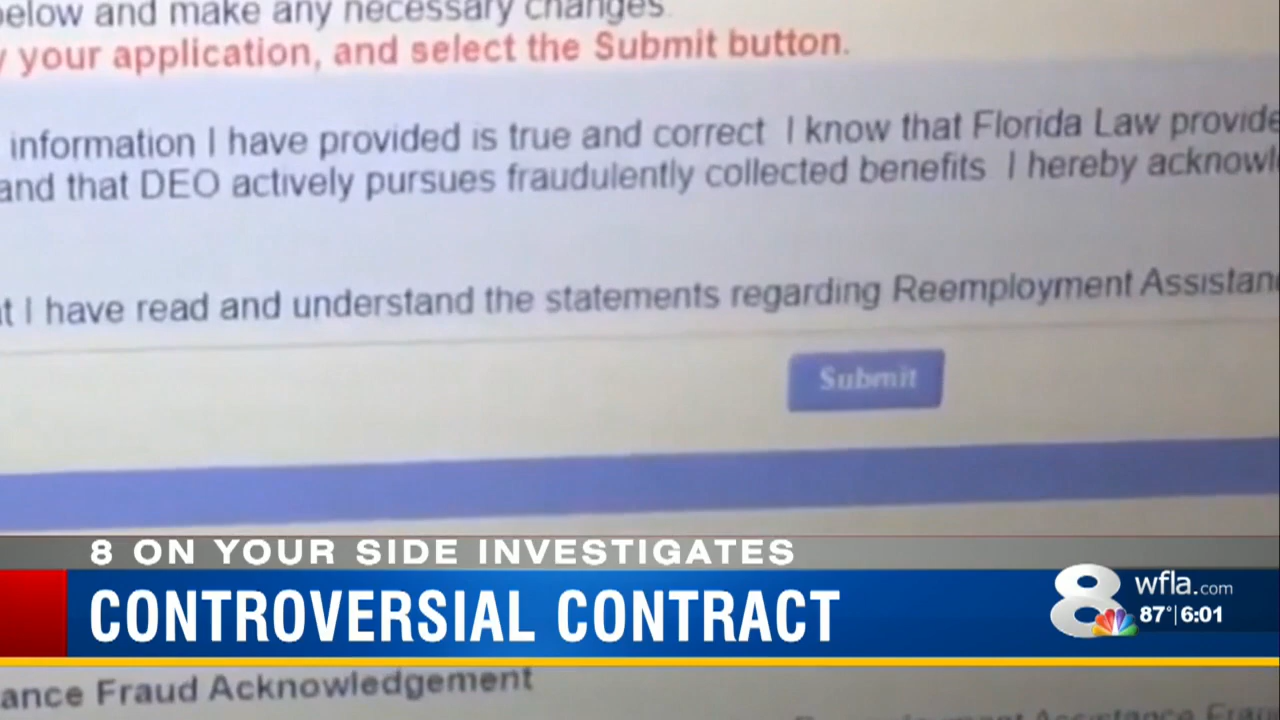 below and make any necessary changes
your application, and select the Submit button.
information I have provided is true and correct I know that Florida Law provide
and that DEO actively pursues fraudulently collected benefits I hereby acknowl
t I have read and understand the statements regarding Reemployment Assistan
Submit
8 ON YOUR SIDE INVESTIGATES
CONTROVERSIAL CONTRACT
8 wfla.com
87° | 6:01
ance Fraud Acknowledgement